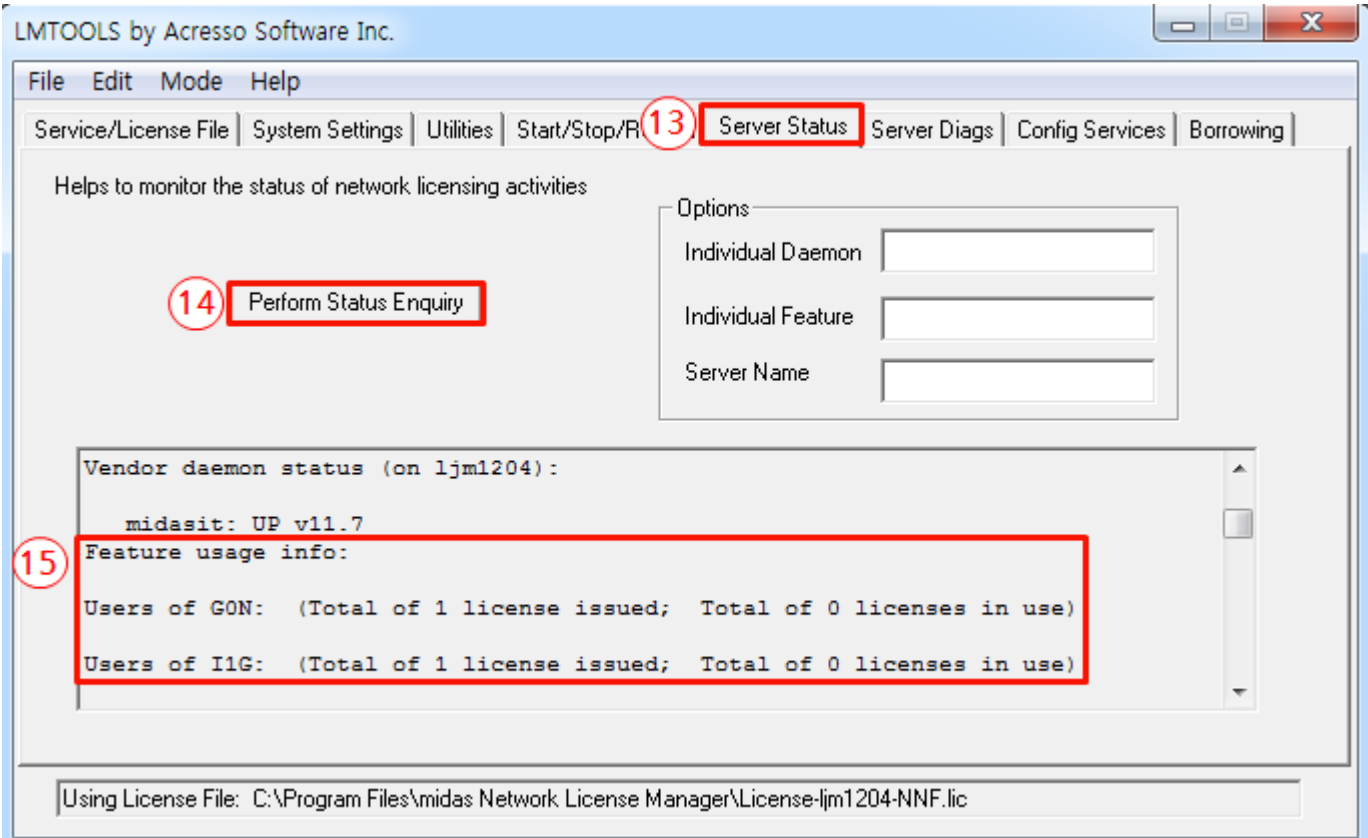 LMTOOLS by Acresso Software Inc.
File Edit Mode Help
Service/License File System Settings Utilities Start/Stop/R 13 Server Status Server Diags Config Services Borrowing
Helps to monitor the status of network licensing activities
Options
Individual Daemon
14 Perform Status Enquiry
Individual Feature
Server Name
Vendor daemon status (on ljm1204):
midasit: UP v11.7
15
Feature usage info:
Users of G0N: (Total of 1 license issued; Total of 0 licenses in use)
Users of I1G: (Total of 1 license issued; Total of 0 licenses in use)
Using License File: C:\Program Files\midas Network License Manager\License-ljm1204-NNF.lic